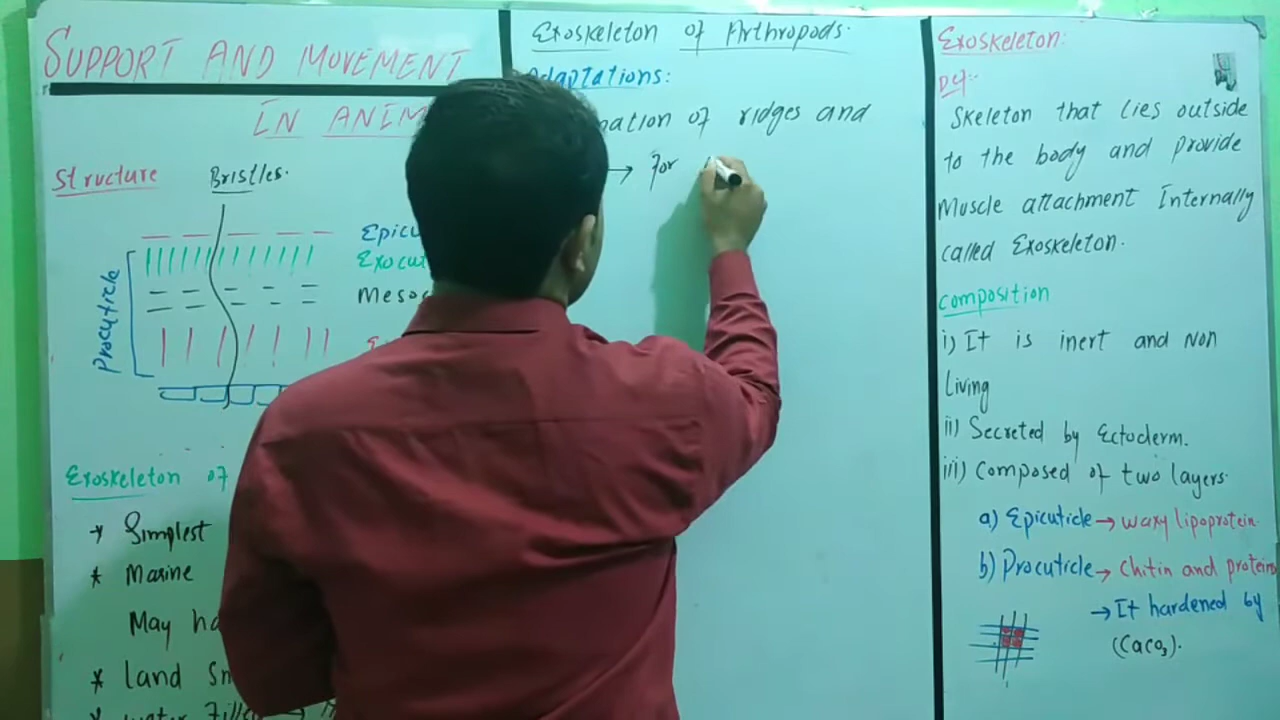 SUPPORT AND MOVEMENT
IN ANIM
Structure Bristles.
Epicu
Exocut
Mesoc
Procuticle
Exoskeleton of
* Simplest
* Marine
May ha
* land Sn
* water Fille
Exoskeleton of Arthropods.
Adaptations:
mation of ridges and
→ for
Exoskeleton:
Def:-
Skeleton that lies outside
to the body and provide
Muscle attachment Internally
called Exoskeleton.
composition
i) It is inert and Non
Living
ii) Secreted by Ectoderm.
iii) Composed of two layers.
a) Epicuticle → waxy lipoprotein.
b) Procuticle → chitin and proteins
→ It hardened by
(CaCO₃).